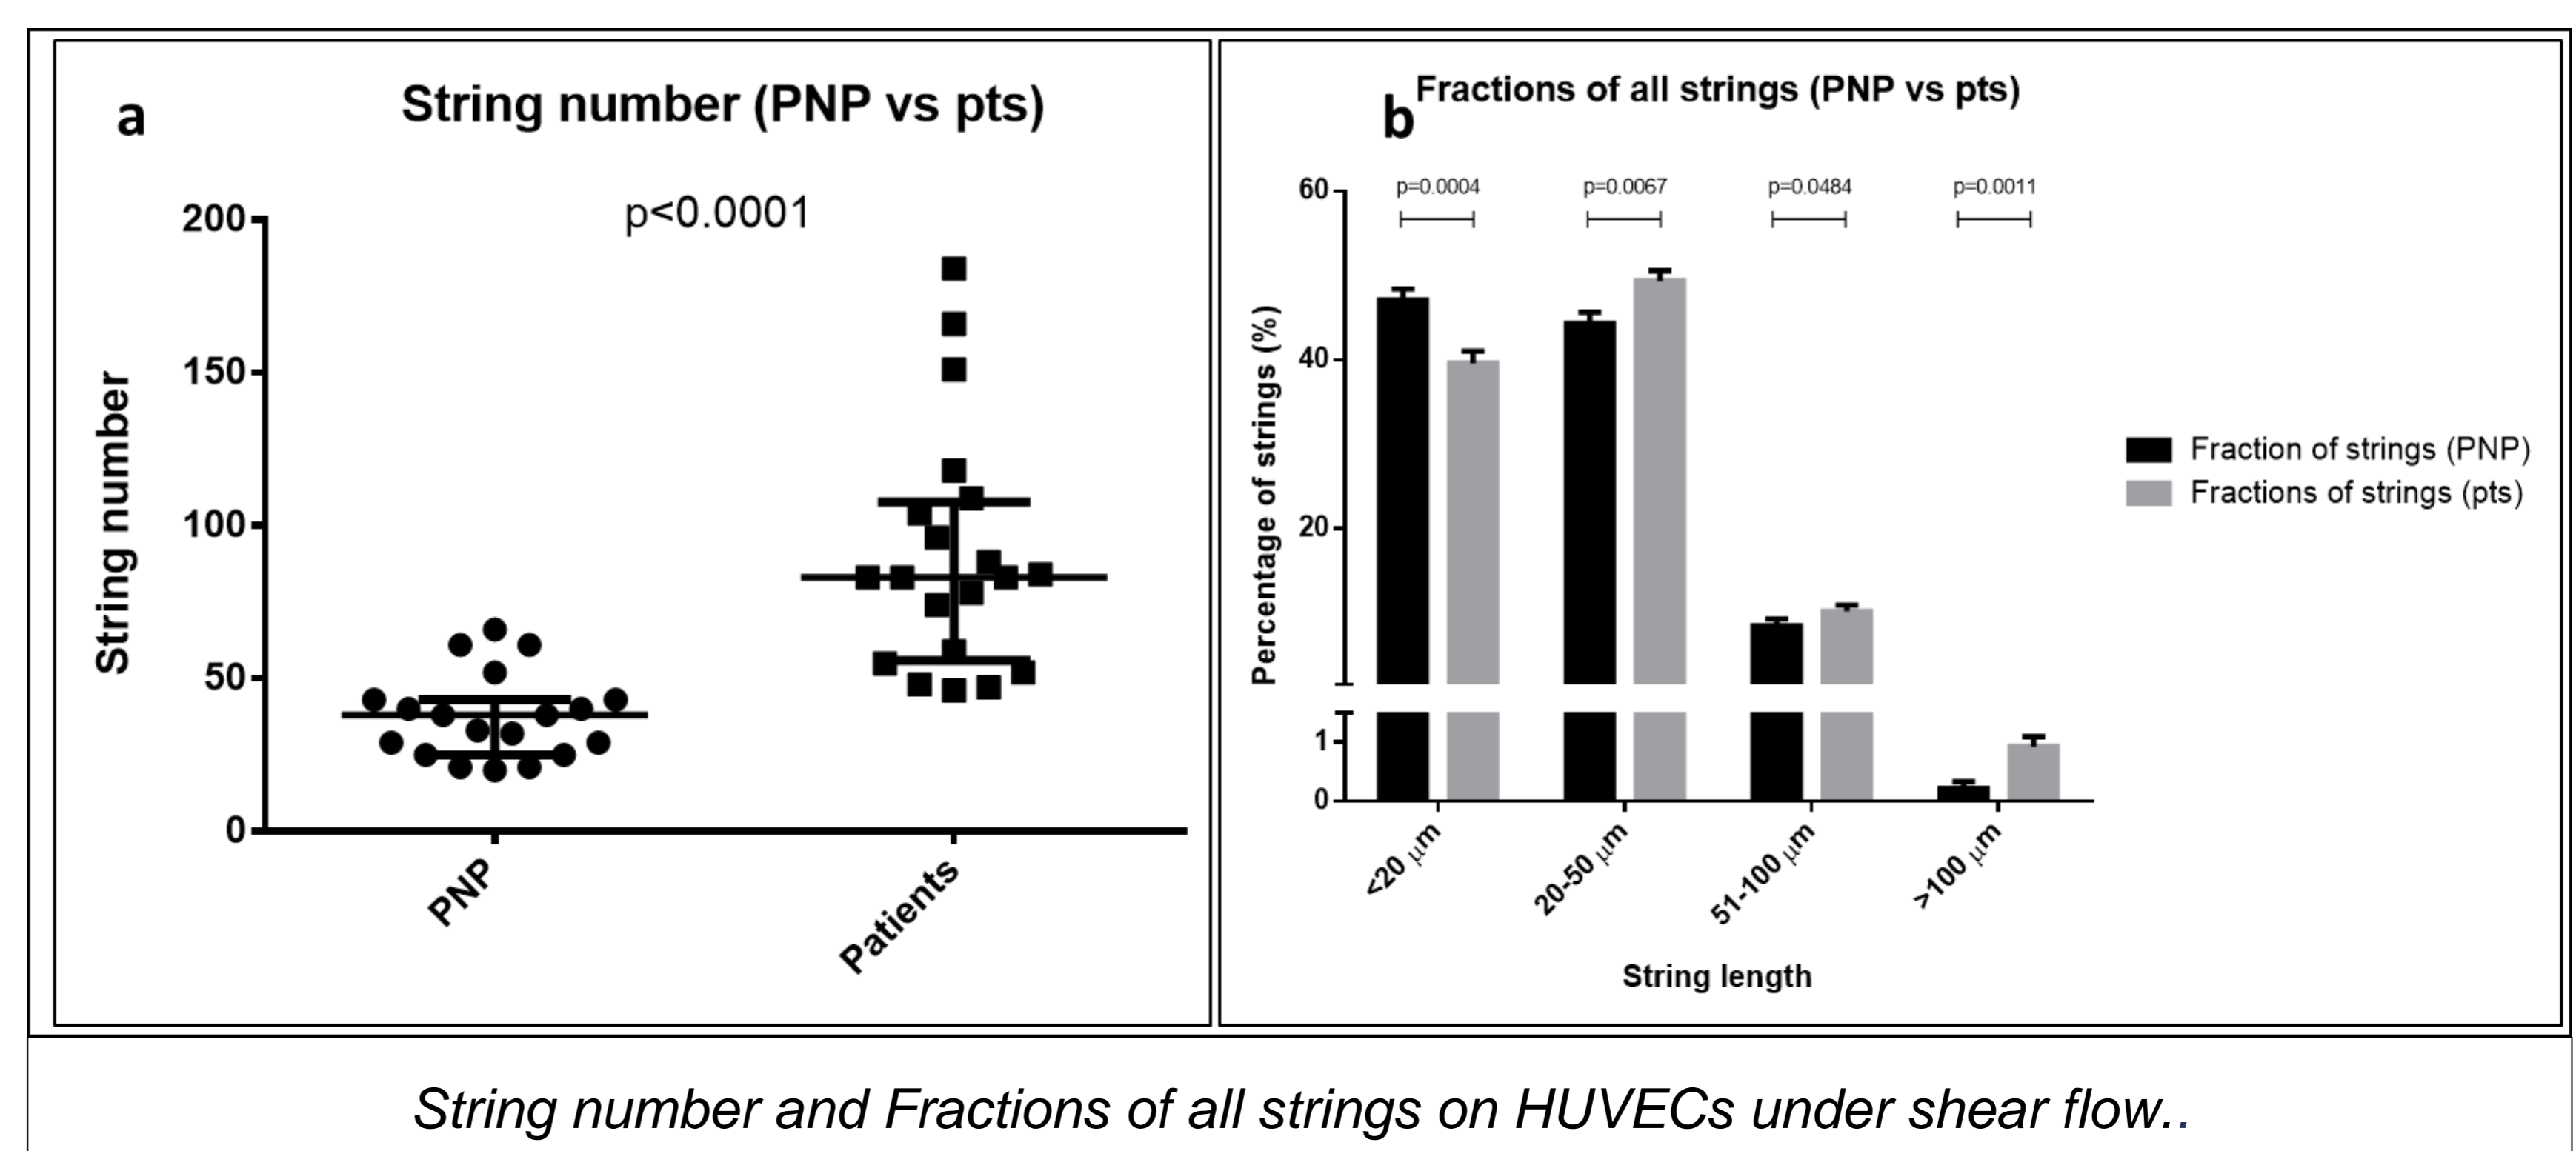 a
String number (PNP vs pts)
p<0.0001
String number
200
150
100
50
0
PNP
Patients
b
Fractions of all strings (PNP vs pts)
p=0.0004
p=0.0067
p=0.0484
p=0.0011
Percentage of strings (%)
60
40
20
1
0
<20 μm
20-50 μm
51-100 μm
>100 μm
String length
Fraction of strings (PNP)
Fractions of strings (pts)
String number and Fractions of all strings on HUVECs under shear flow..